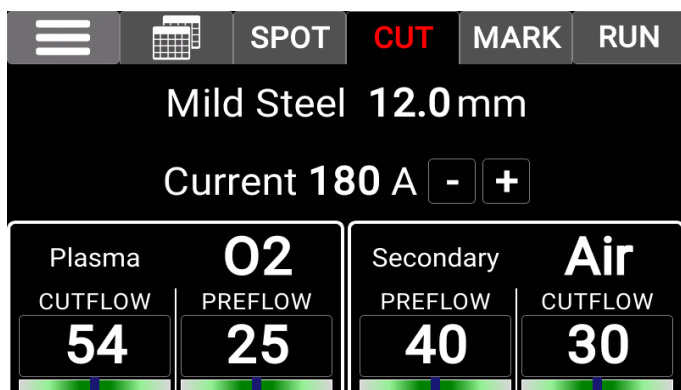 SPOT CUT MARK RUN
Mild Steel 12.0 mm
Current 180 A - +
Plasma O2 Secondary Air
CUTFLOW PREFLOW PREFLOW CUTFLOW
54 25 40 30